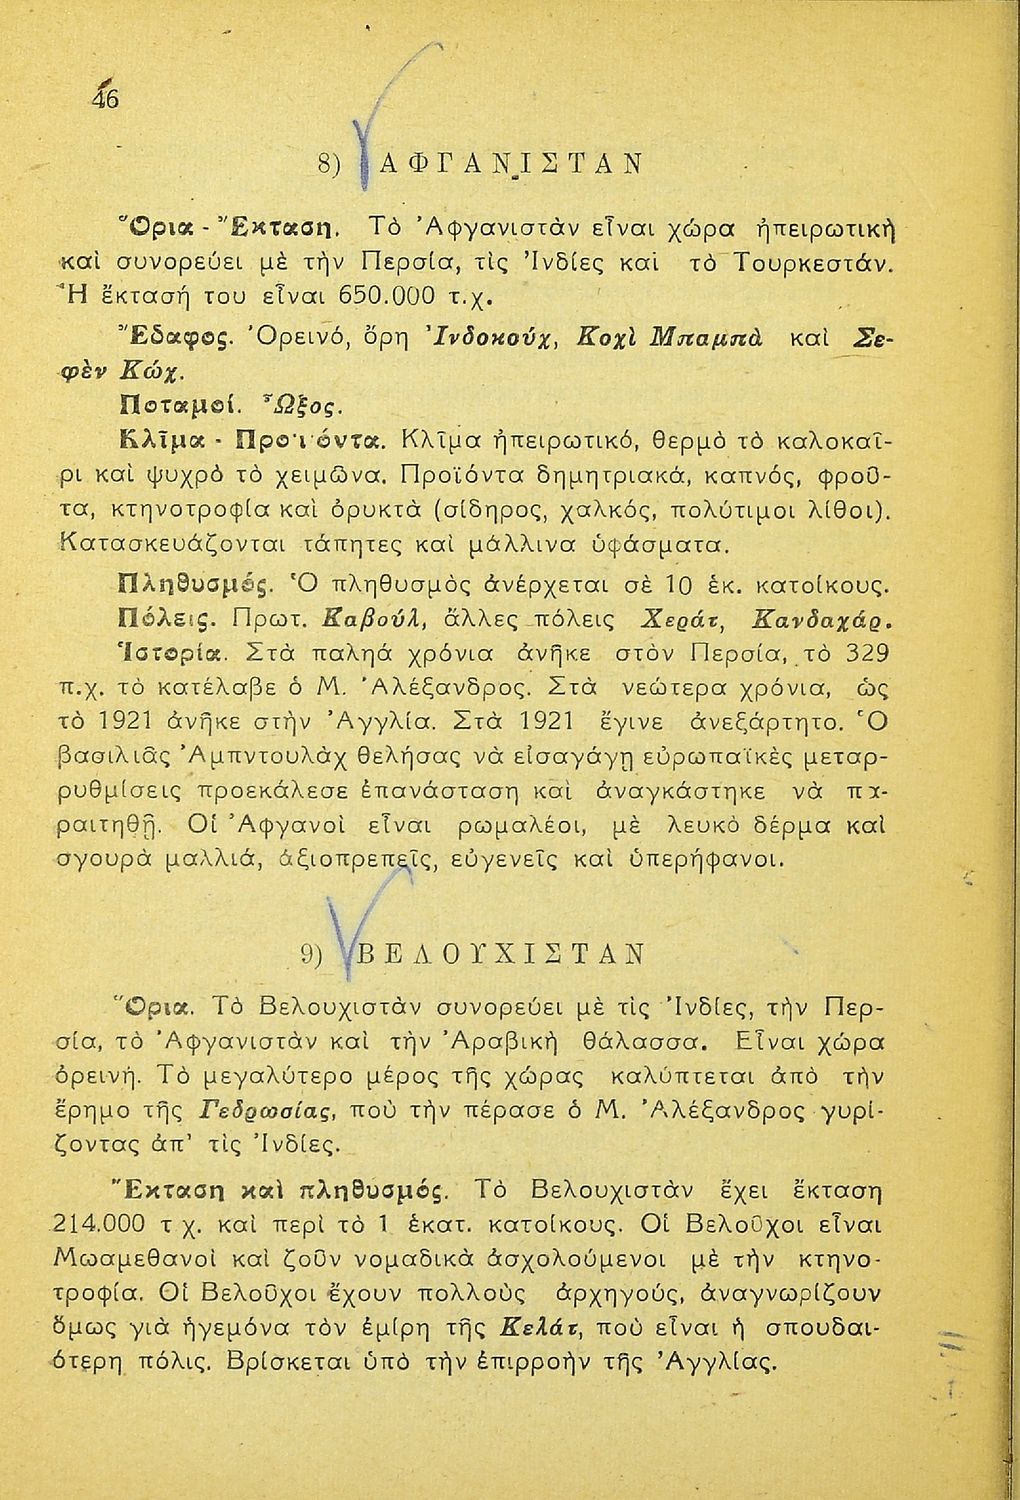 46
8) ΑΦΓΑΝΙΣΤΑΝ
Ὅρια - Ἔκταση. Τὸ Ἀφγανιστὰν εἶναι χώρα ἠπειρωτικὴ
καὶ συνορεύει μὲ τὴν Περσία, τὶς Ἰνδίες καὶ τὸ Τουρκεστάν.
Ἡ ἔκτασή του εἶναι 650.000 τ.χ.
Ἔδαφος. Ὀρεινό, ὄρη Ἰνδοκούχ, Κοχὶ Μπαμπὰ καὶ Σε-
φὲν Κώχ.
Ποταμοί. Ὦξος.
Κλῖμα - Προϊόντα. Κλῖμα ἠπειρωτικό, θερμὸ τὸ καλοκαῖ-
ρι καὶ ψυχρὸ τὸ χειμῶνα. Προϊόντα δημητριακά, καπνός, φροῦ-
τα, κτηνοτροφία καὶ ὀρυκτὰ (σίδηρος, χαλκός, πολύτιμοι λίθοι).
Κατασκευάζονται τάπητες καὶ μάλλινα ὑφάσματα.
Πληθυσμός. Ὁ πληθυσμὸς ἀνέρχεται σὲ 10 ἑκ. κατοίκους.
Πόλεις. Πρωτ. Καβούλ, ἄλλες πόλεις Χεράτ, Κανδαχάρ.
Ἱστορία. Στὰ παληά χρόνια ἀνῆκε στὸν Περσία, τὸ 329
π.χ. τὸ κατέλαβε ὁ Μ. Ἀλέξανδρος. Στὰ νεώτερα χρόνια, ὡς
τὸ 1921 ἀνῆκε στὴν Ἀγγλία. Στὰ 1921 ἔγινε ἀνεξάρτητο. Ὁ
βασιλιᾶς Ἀμπντουλὰχ θελήσας νὰ εἰσαγάγῃ εὐρωπαϊκὲς μεταρ-
ρυθμίσεις προεκάλεσε ἐπανάσταση καὶ ἀναγκάστηκε νὰ πα-
ραιτηθῇ. Οἱ Ἀφγανοὶ εἶναι ρωμαλέοι, μὲ λευκὸ δέρμα καὶ
σγουρὰ μαλλιά, ἀξιοπρεπεῖς, εὐγενεῖς καὶ ὑπερήφανοι.
9) ΒΕΛΟΥΧΙΣΤΑΝ
Ὅρια. Τὸ Βελουχιστὰν συνορεύει μὲ τὶς Ἰνδίες, τὴν Περ-
σία, τὸ Ἀφγανιστὰν καὶ τὴν Ἀραβικὴ θάλασσα. Εἶναι χώρα
ὀρεινή. Τὸ μεγαλύτερο μέρος τῆς χώρας καλύπτεται ἀπὸ τὴν
ἔρημο τῆς Γεδρωσίας, ποὺ τὴν πέρασε ὁ Μ. Ἀλέξανδρος γυρί-
ζοντας ἀπ' τὶς Ἰνδίες.
Ἔκταση καὶ πληθυσμός. Τὸ Βελουχιστὰν ἔχει ἔκταση
214.000 τ χ. καὶ περὶ τὸ 1 ἑκατ. κατοίκους. Οἱ Βελοῦχοι εἶναι
Μωαμεθανοὶ καὶ ζοῦν νομαδικὰ ἀσχολούμενοι μὲ τὴν κτηνο-
τροφία. Οἱ Βελοῦχοι ἔχουν πολλοὺς ἀρχηγούς, ἀναγνωρίζουν
ὅμως γιὰ ἡγεμόνα τὸν ἐμίρη τῆς Κελάτ, ποὺ εἶναι ἡ σπουδαι-
ότερη πόλις. Βρίσκεται ὑπὸ τὴν ἐπιρροὴν τῆς Ἀγγλίας.